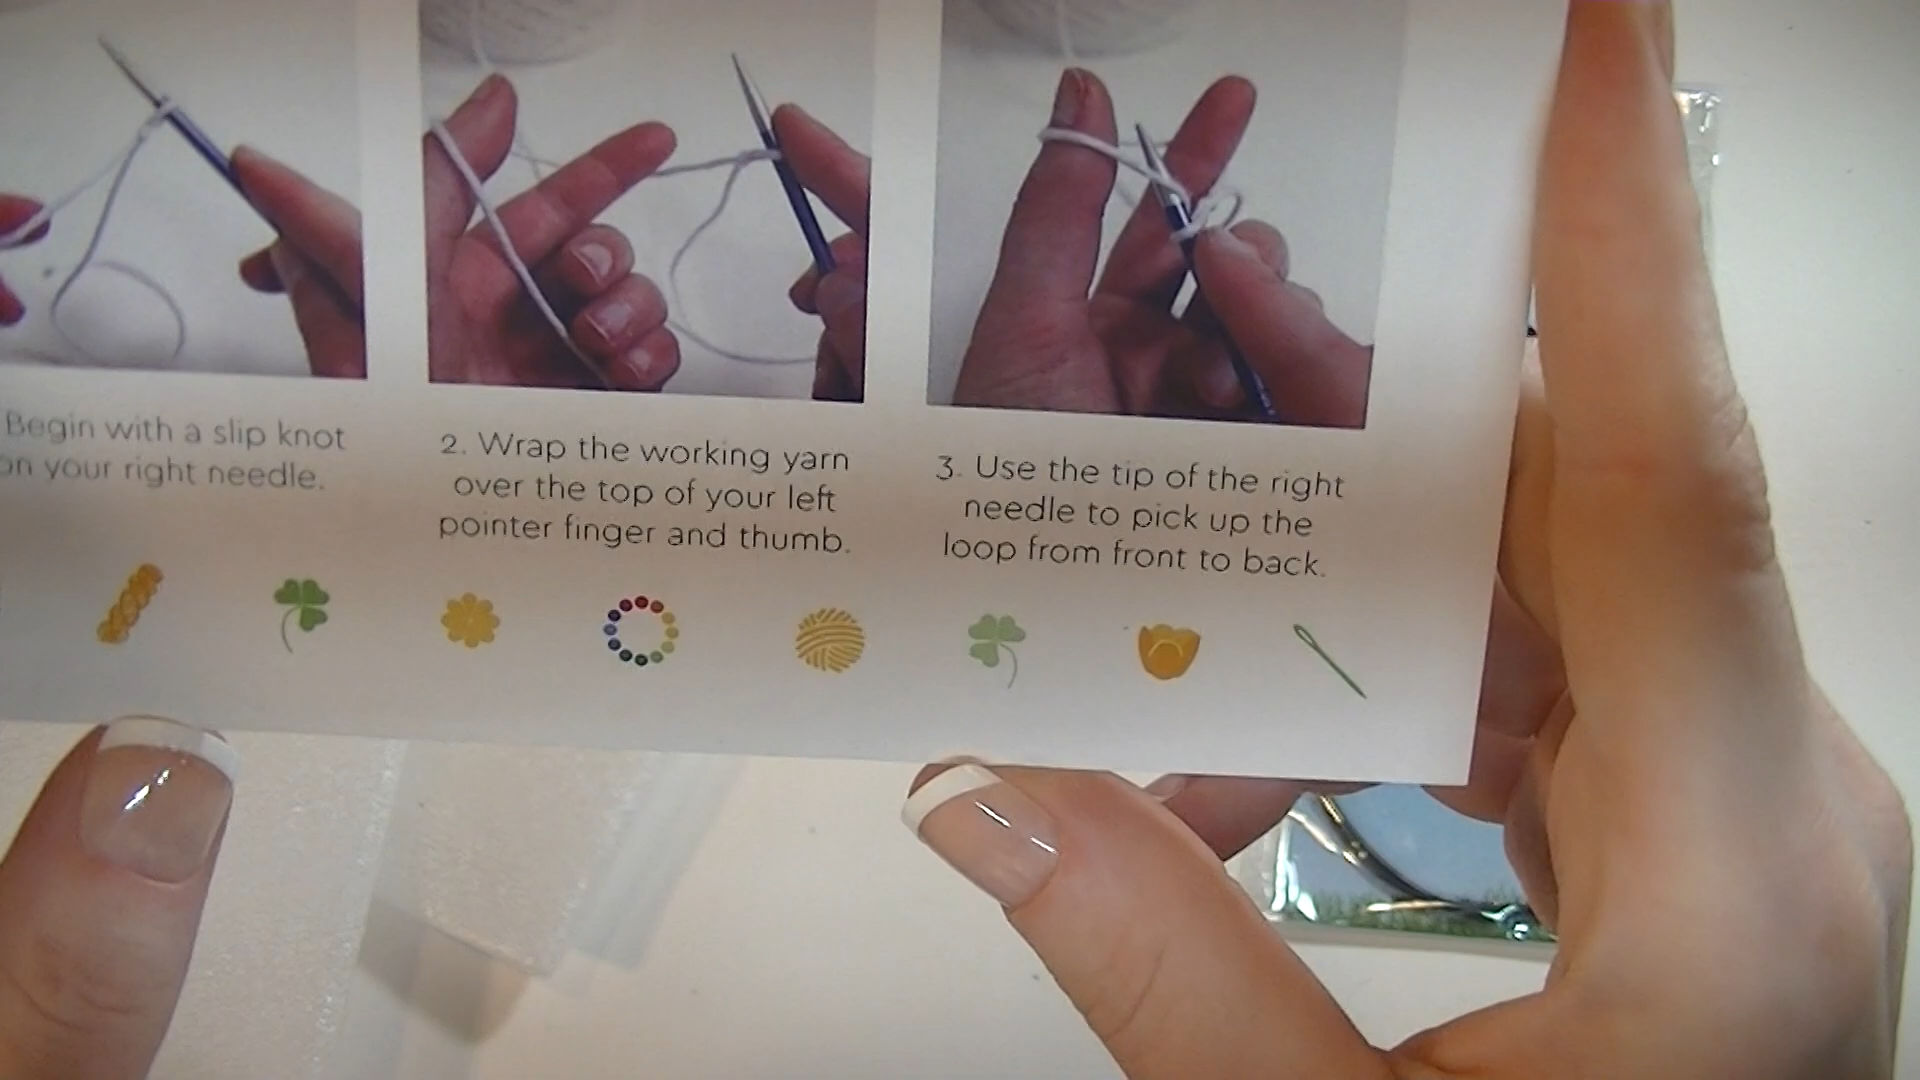 Begin with a slip knot
on your right needle.
2. Wrap the working yarn
over the top of your left
pointer finger and thumb.
3. Use the tip of the right
needle to pick up the
loop from front to back.